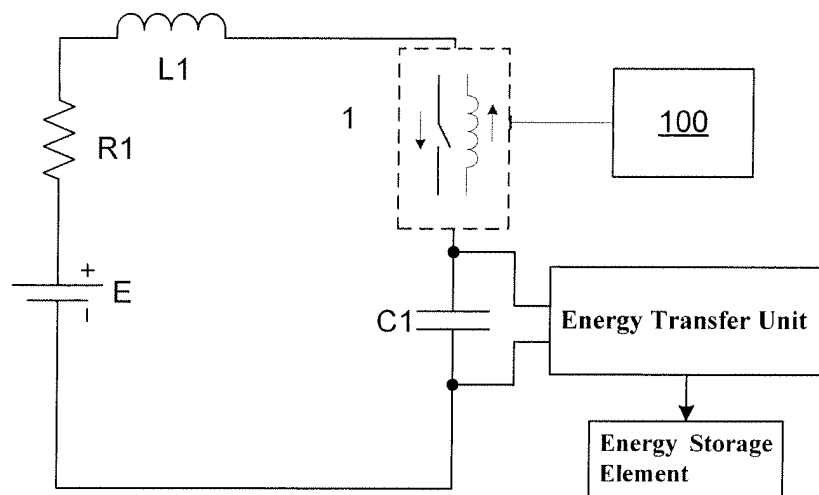 L1
1
100
R1
+
E
-
C1
Energy Transfer Unit
Energy Storage
Element